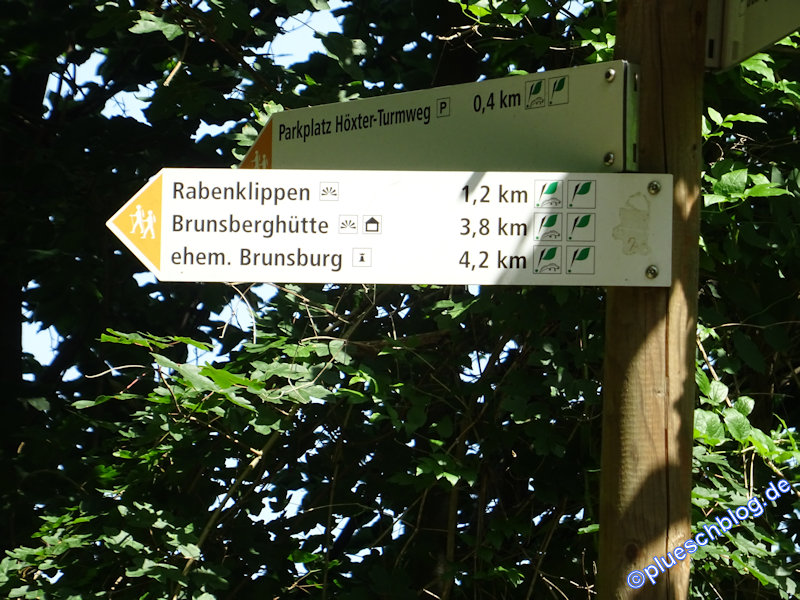 Parkplatz Höxter-Turmweg P 0,4 km
Rabenklippen 1,2 km
Brunsberghütte 3,8 km
ehem. Brunsburg 4,2 km
© plueschblog.de